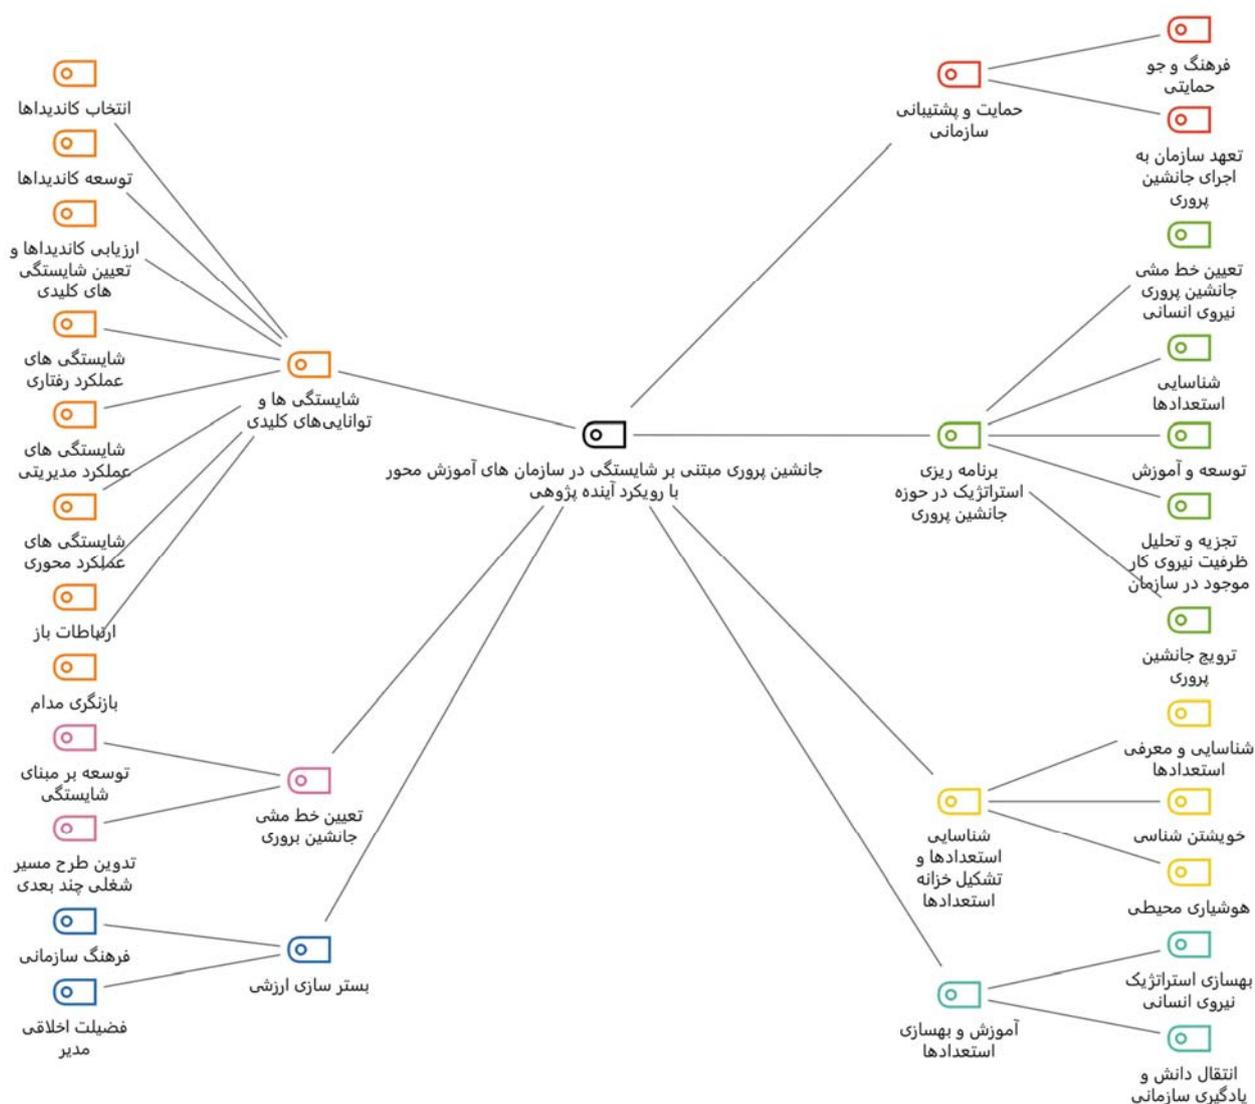 فرهنگ و جو
حمایتی
حمایت و پشتیبانی
سازمانی
تعهد سازمان به
اجرای جانشین
پروری
تعیین خط مشی
جانشین پروری
نیروی انسانی
شناسایی
استعدادها
توسعه و آموزش
برنامه ریزی
استراتژیک در حوزه
جانشین پروری
تجزیه و تحلیل
ظرفیت نیروی کار
موجود در سازمان
ترویج جانشین
پروری
شناسایی و معرفی
استعدادها
خویشتن شناسی
شناسایی
استعدادها و
تشکیل خزانه
استعدادها
هوشیاری محیطی
بهسازی استراتژیک
نیروی انسانی
آموزش و بهسازی
استعدادها
انتقال دانش و
یادگیری سازمانی
جانشین پروری مبتنی بر شایستگی در سازمان های آموزش محور
با رویکرد آینده پژوهی
شایستگی ها و
توانایی‌های کلیدی
انتخاب کاندیداها
توسعه کاندیداها
ارزیابی کاندیداها و
تعیین شایستگی
های کلیدی
شایستگی های
عملکرد رفتاری
شایستگی های
عملکرد مدیریتی
شایستگی های
عملکرد محوری
ارتباطات باز
بازنگری مدام
تعیین خط مشی
جانشین بروری
توسعه بر مبنای
شایستگی
تدوین طرح مسیر
شغلی چند بعدی
بستر سازی ارزشی
فرهنگ سازمانی
فضیلت اخلاقی
مدیر